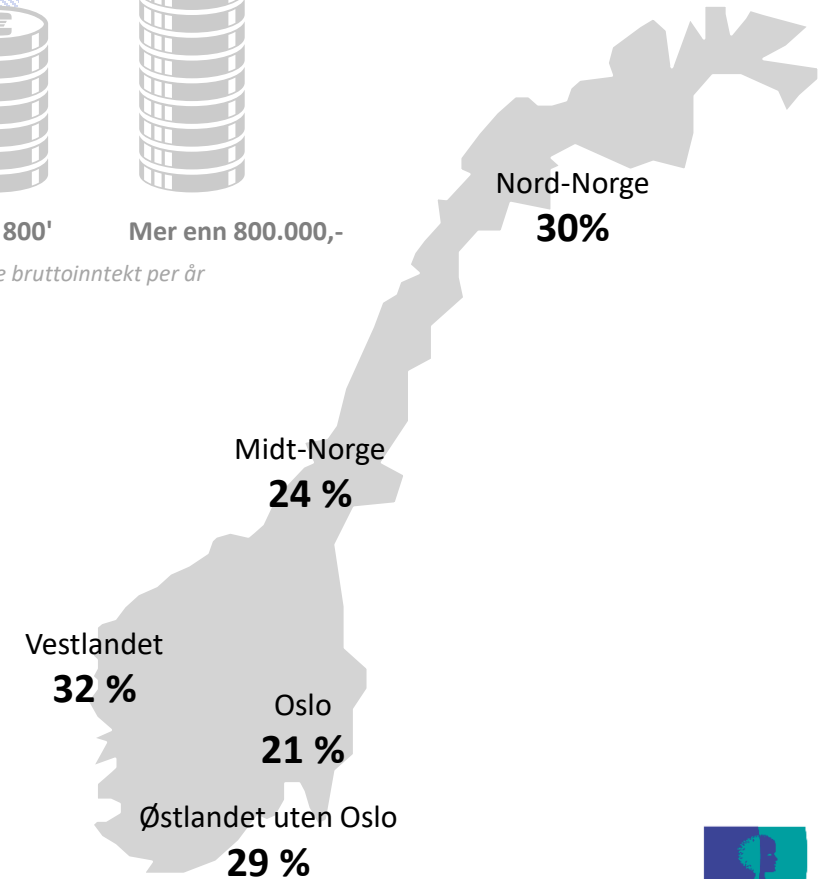 800' Mer enn 800.000,-
bruttoinntekt per år
Nord-Norge
30%
Midt-Norge
24 %
Vestlandet
32 %
Oslo
21 %
Østlandet uten Oslo
29 %